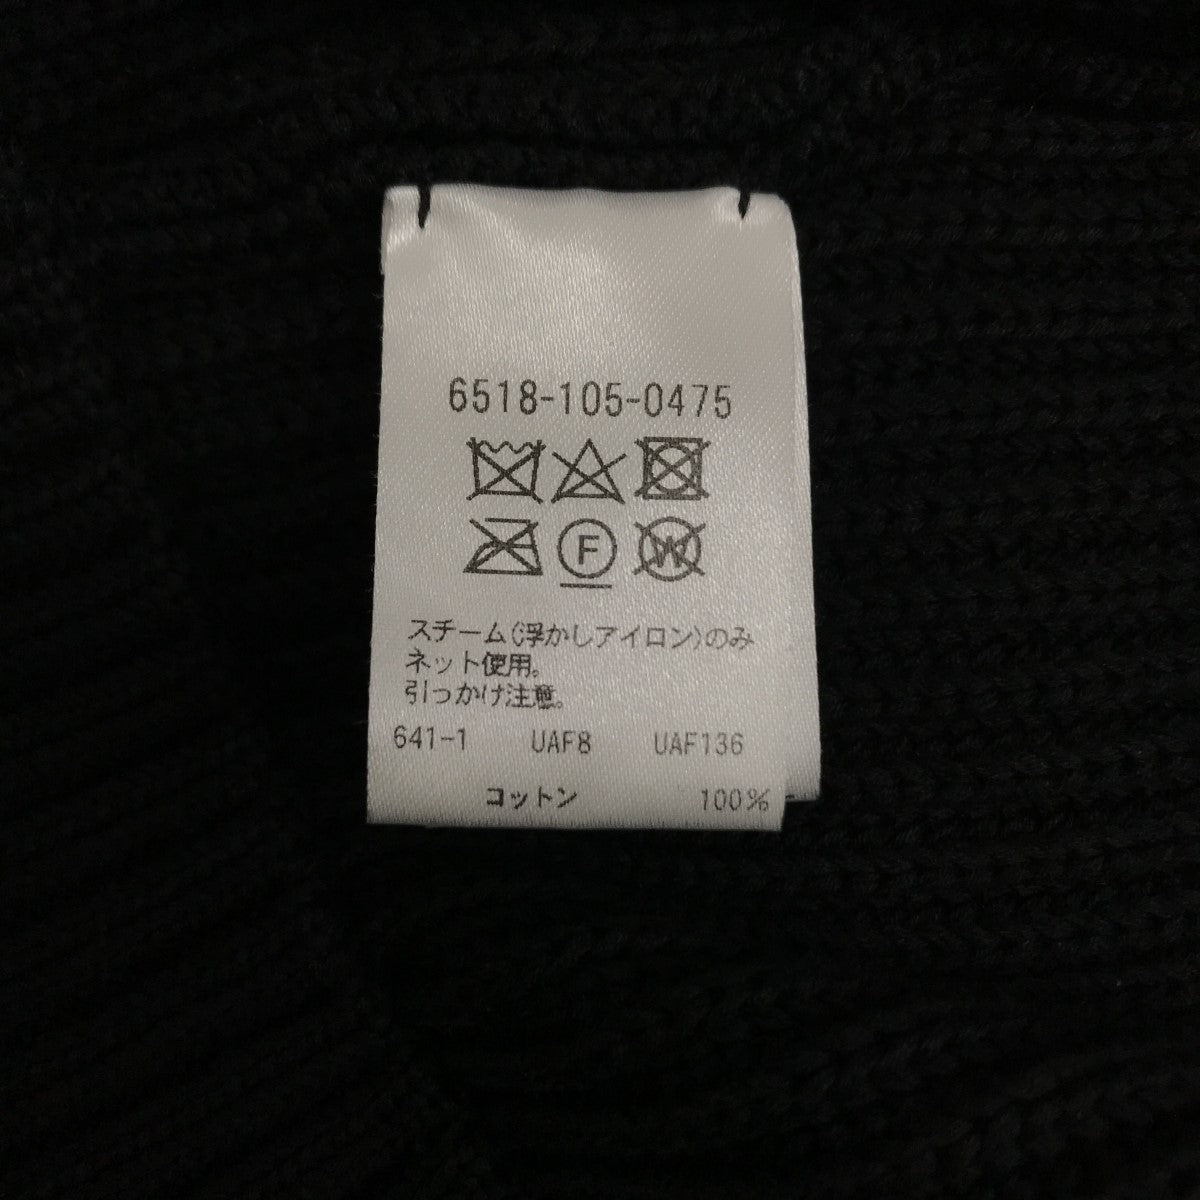 6518-105-0475
F
W
スチーム(浮かしアイロン)のみ
ネット使用。
引っかけ注意。
641-1 UAF8 UAF136
コットン 100%